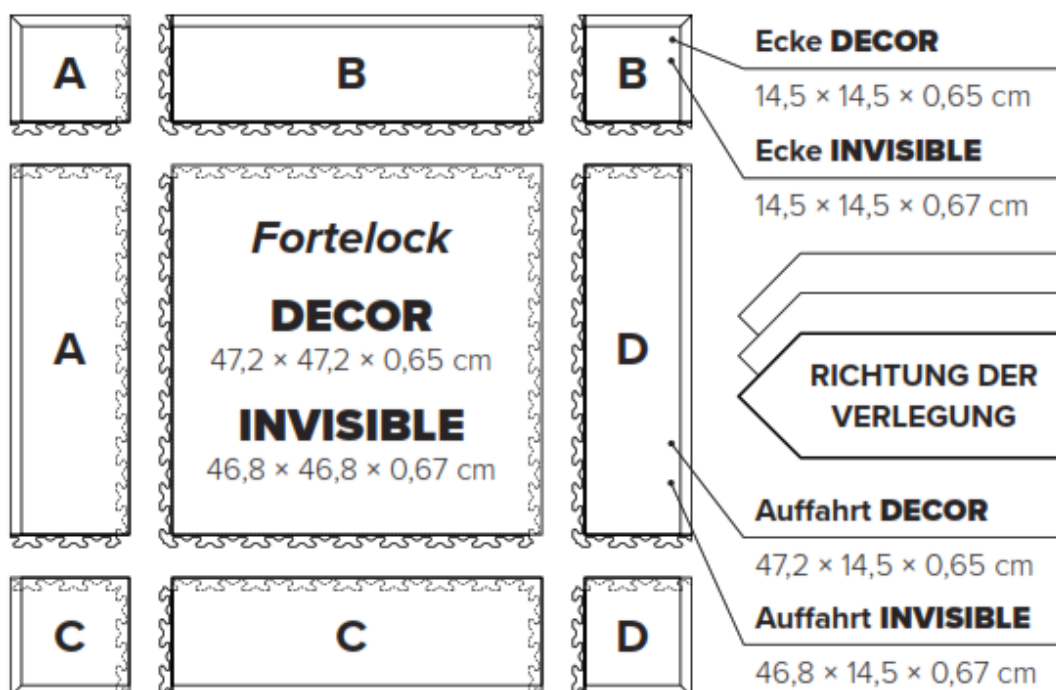 A
B
B
Ecke DECOR
14,5 × 14,5 × 0,65 cm
Ecke INVISIBLE
14,5 × 14,5 × 0,67 cm
A
Fortelock
DECOR
47,2 × 47,2 × 0,65 cm
INVISIBLE
46,8 × 46,8 × 0,67 cm
D
RICHTUNG DER
VERLEGUNG
Auffahrt DECOR
47,2 × 14,5 × 0,65 cm
Auffahrt INVISIBLE
46,8 × 14,5 × 0,67 cm
C
C
D